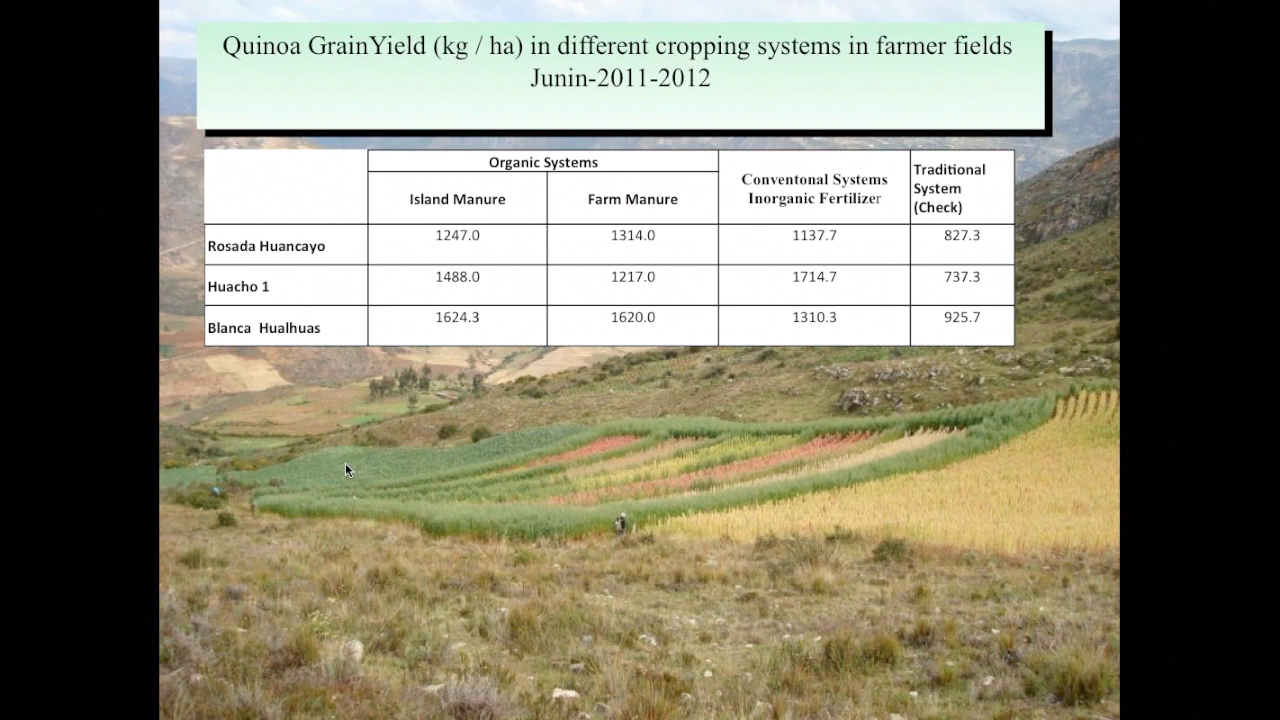 Quinoa GrainYield (kg / ha) in different cropping systems in farmer fields
Junin-2011-2012
Organic Systems
Island Manure
Farm Manure
Conventonal Systems
Inorganic Fertilizer
Traditional
System
(Check)
Rosada Huancayo 1247.0 1314.0 1137.7 827.3
Huacho 1 1488.0 1217.0 1714.7 737.3
Blanca Hualhuas 1624.3 1620.0 1310.3 925.7